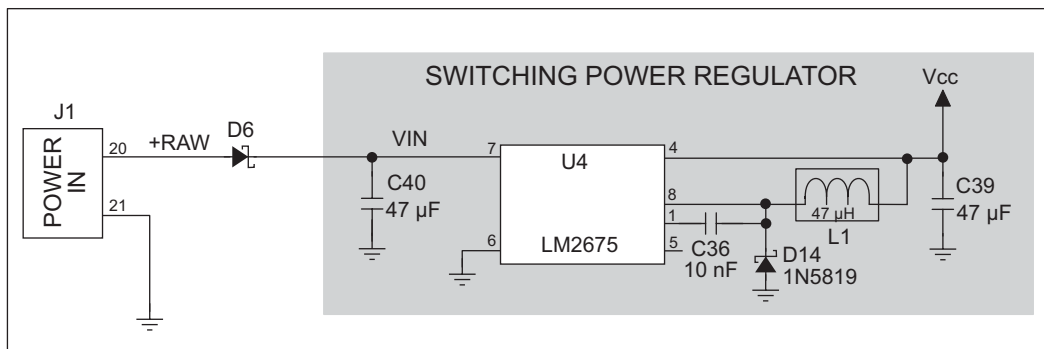 SWITCHING POWER REGULATOR
Vcc
J1
POWER
IN
20
+RAW
D6
21
VIN
C40
47 µF
7
U4
4
8
1
6
LM2675
5
C36
10 nF
47 µH
L1
D14
1N5819
C39
47 µF